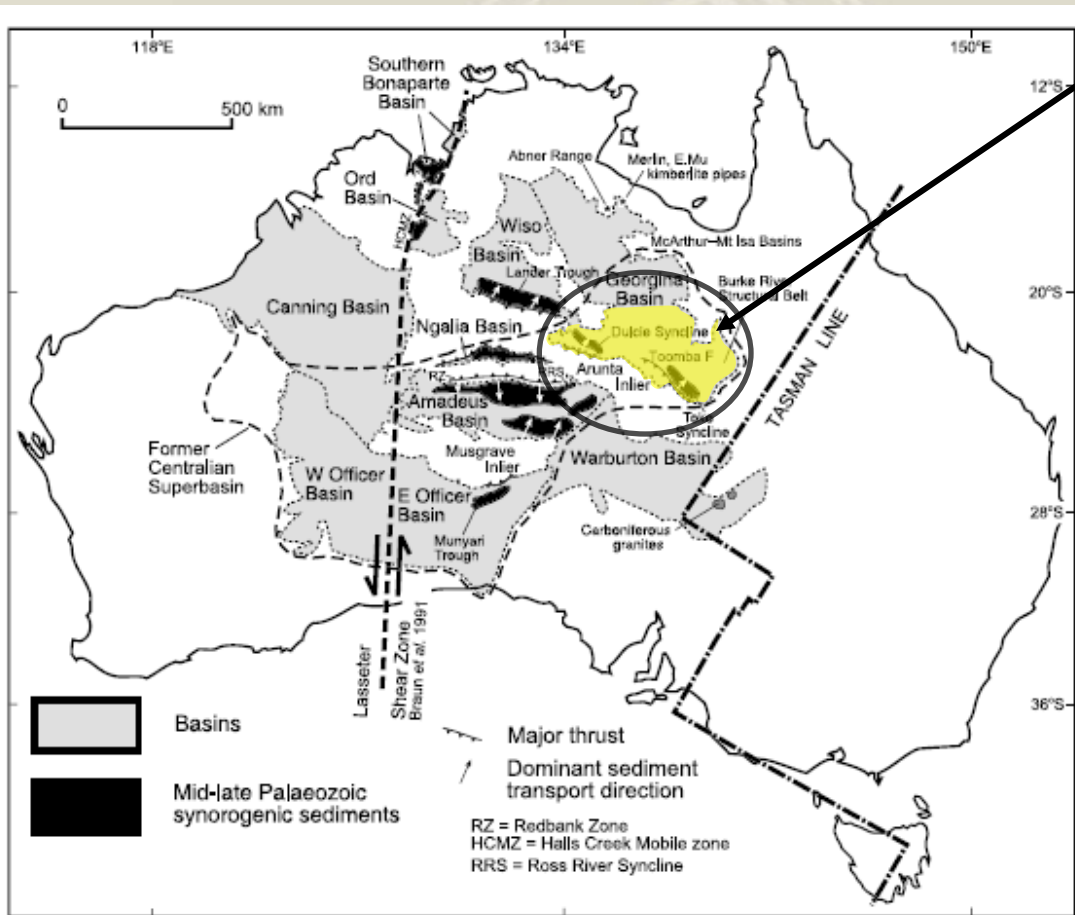 118°E
134°E
150°E
12°S
20°S
28°S
36°S
0
500 km
Southern
Bonaparte
Basin
Ord
Basin
HCMZ
Abner Range
Merlin, E.Mu
kimberlite pipes
Wiso
Basin
McArthur–Mt Isa Basins
Lander Trough
Georgina
Basin
Burke River
Structural Belt
Canning Basin
Ngalia Basin
Dulcie Syncline
Toomba F
TASMAN LINE
RZ
RRS
Arunta
Inlier
Amadeus
Basin
Syncline
Musgrave
Inlier
Warburton Basin
Former
Centralian
Superbasin
W Officer
Basin
E Officer
Basin
Munyari
Trough
Carboniferous
granites
Lasseter
Shear Zone
Braun et al. 1991
Basins
Mid-late Palaeozoic
synorogenic sediments
Major thrust
Dominant sediment
transport direction
RZ = Redbank Zone
HCMZ = Halls Creek Mobile zone
RRS = Ross River Syncline